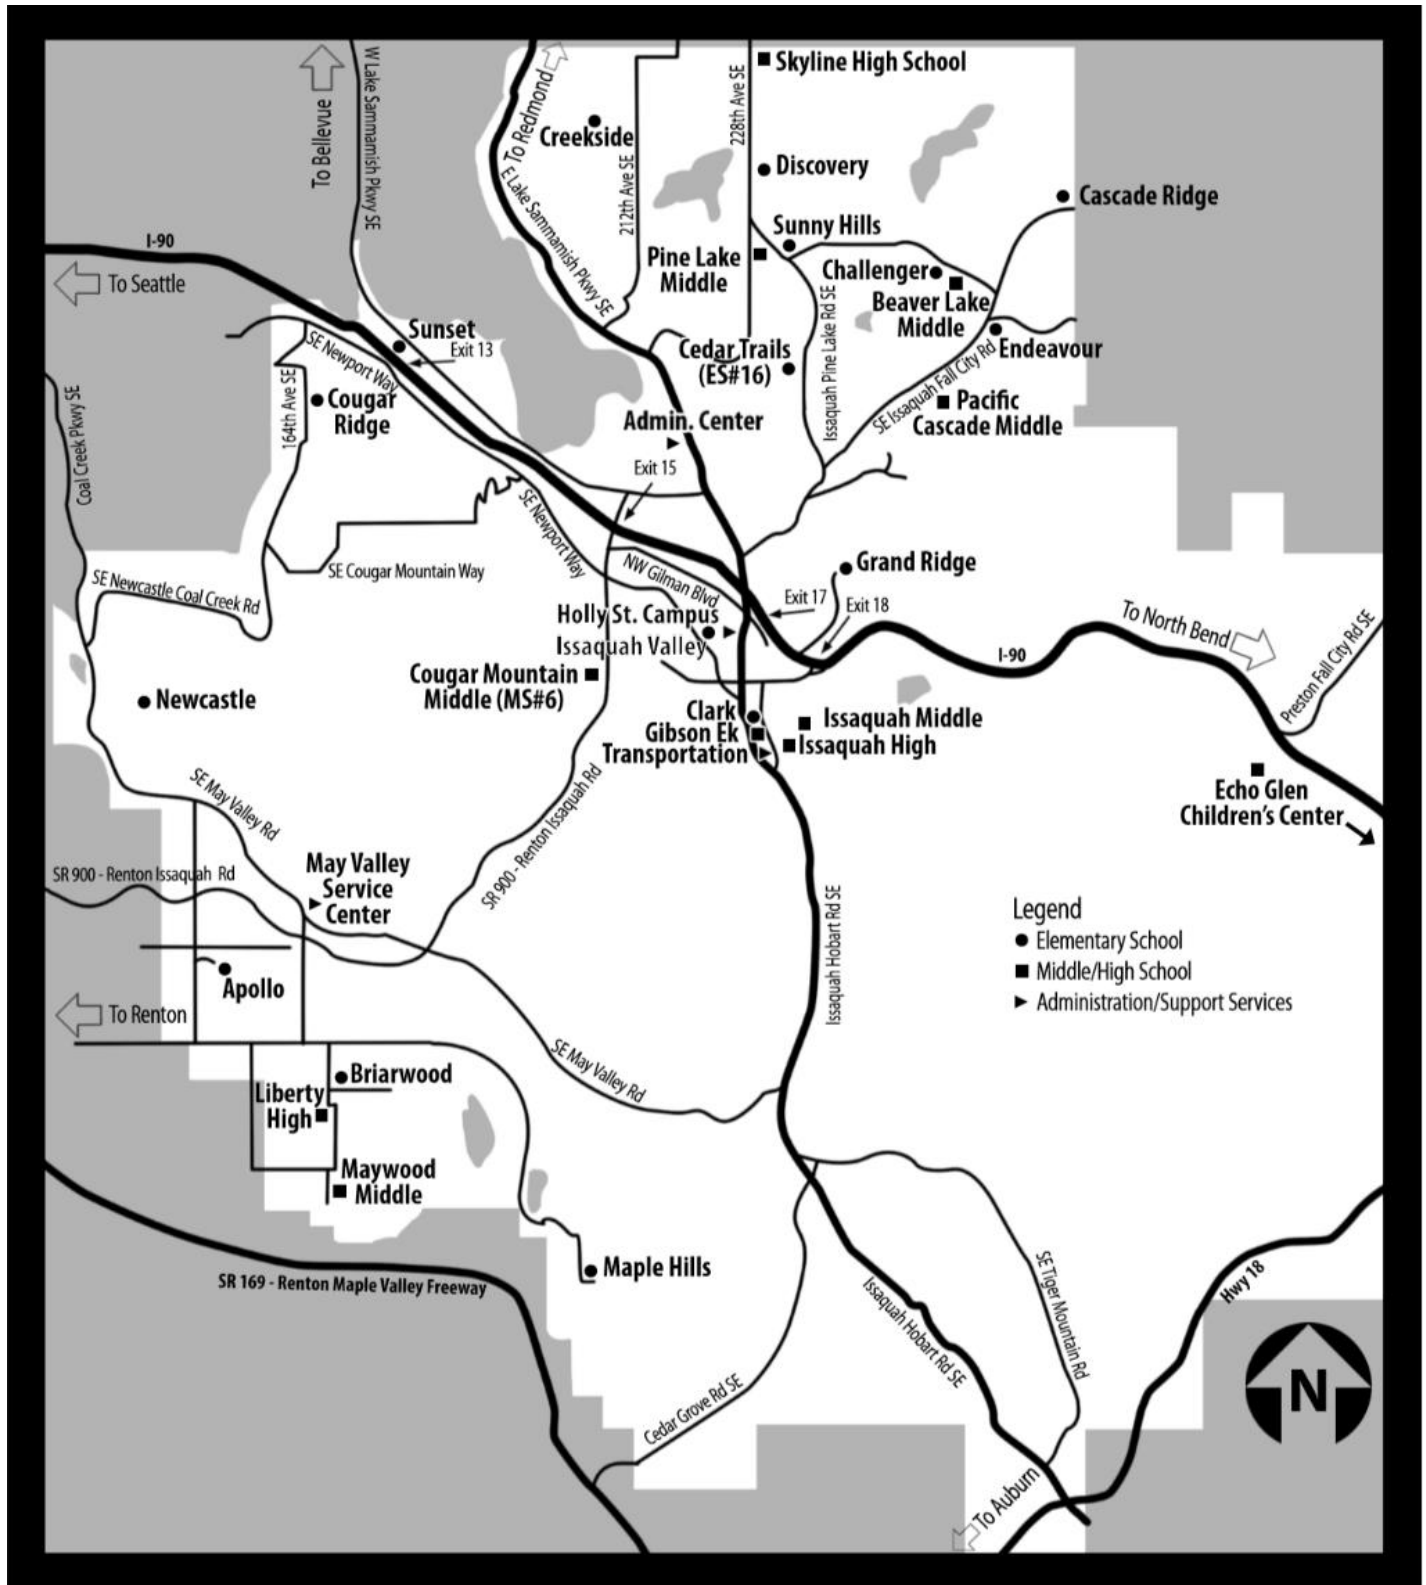 W Lake Sammamish Pkwy SE
To Bellevue
To Redmond
E Lake Sammamish Pkwy SE
Creekside
212th Ave SE
228th Ave SE
Skyline High School
Discovery
Cascade Ridge
Sunny Hills
Pine Lake
Middle
Challenger
Beaver Lake
Middle
Endeavour
I-90
To Seattle
Sunset
Exit 13
SE Newport Way
Cougar
Ridge
164th Ave SE
Coal Creek Pkwy SE
Cedar Trails
(ES#16)
Issaquah Pine Lake Rd SE
SE Issaquah Fall City Rd
Pacific
Cascade Middle
Admin. Center
Exit 15
SE Newport Way
SE Cougar Mountain Way
SE Newcastle Coal Creek Rd
NW Gilman Blvd
Grand Ridge
Exit 17
Exit 18
Holly St. Campus
Issaquah Valley
To North Bend
I-90
Preston Fall City Rd SE
Cougar Mountain
Middle (MS#6)
Newcastle
Clark
Gibson Ek
Transportation
Issaquah Middle
Issaquah High
Echo Glen
Children's Center
SE May Valley Rd
SR 900 - Renton Issaquah Rd
SR 900 - Renton Issaquah Rd
May Valley
Service
Center
Issaquah Hobart Rd SE
Legend
Elementary School
Middle/High School
Administration/Support Services
Apollo
To Renton
SE May Valley Rd
Briarwood
Liberty
High
Maywood
Middle
Maple Hills
SR 169 - Renton Maple Valley Freeway
Issaquah Hobart Rd SE
SE Tiger Mountain Rd
Hwy 18
Cedar Grove Rd SE
To Auburn
N